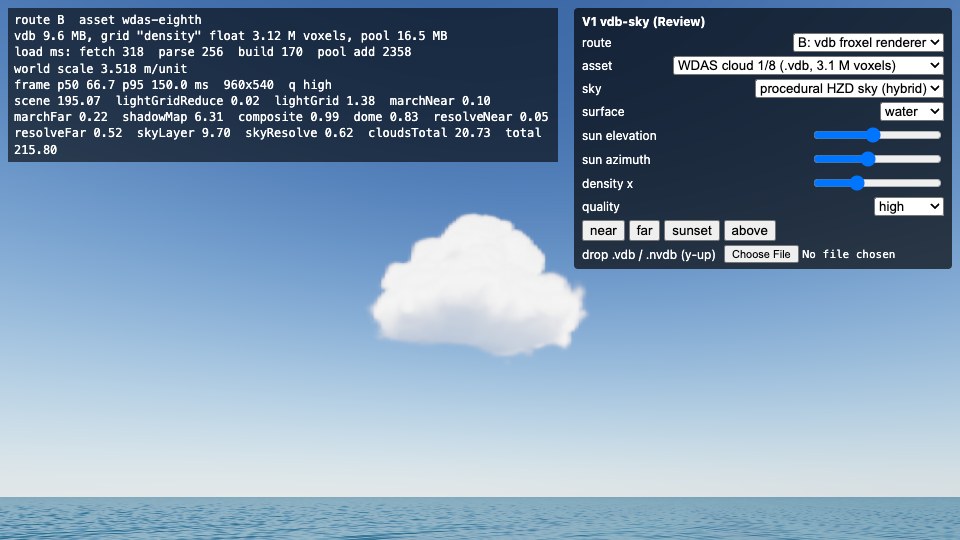 route B  asset wdas-eighth
vdb 9.6 MB, grid "density" float 3.12 M voxels, pool 16.5 MB
load ms: fetch 318  parse 256  build 170  pool add 2358
world scale 3.518 m/unit
frame p50 66.7 p95 150.0 ms  960x540  q high
scene 195.07  lightGridReduce 0.02  lightGrid 1.38  marchNear 0.10
marchFar 0.22  shadowMap 6.31  composite 0.99  dome 0.83  resolveNear 0.05
resolveFar 0.52  skyLayer 9.70  skyResolve 0.62  cloudsTotal 20.73  total
215.80
V1 vdb-sky (Review)
route B: vdb froxel renderer
asset WDAS cloud 1/8 (.vdb, 3.1 M voxels)
sky procedural HZD sky (hybrid)
surface water
sun elevation
sun azimuth
density x
quality high
near far sunset above
drop .vdb / .nvdb (y-up) Choose File No file chosen